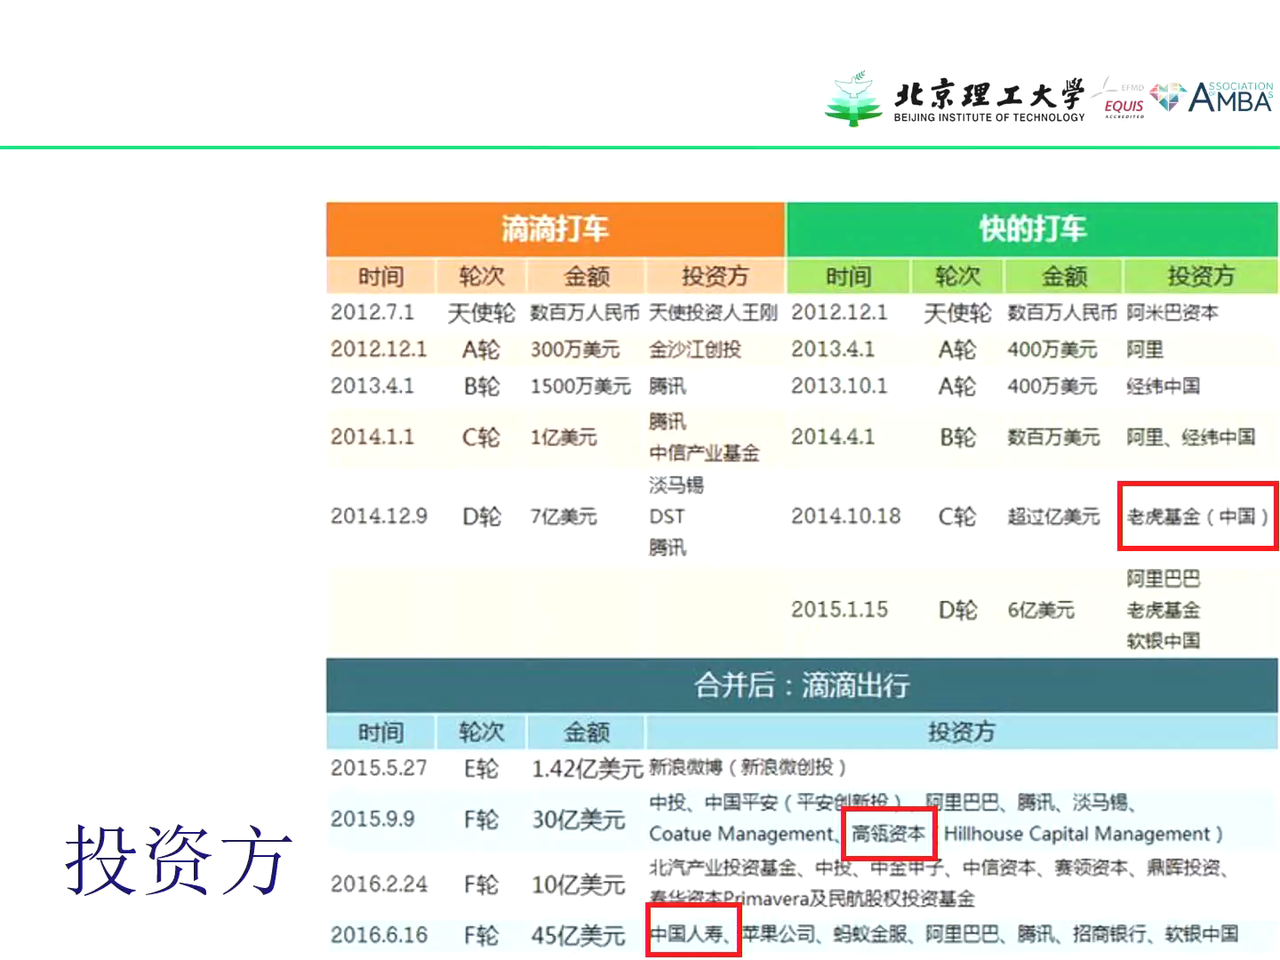 北京理工大学
BEIJING INSTITUTE OF TECHNOLOGY
EFMD
EQUIS
ACCREDITED
ASSOCIATION
AMBAS
滴滴打车 快的打车
时间 轮次 金额 投资方 时间 轮次 金额 投资方
2012.7.1 天使轮 数百万人民币 天使投资人王刚 2012.12.1 天使轮 数百万人民币 阿米巴资本
2012.12.1 A轮 300万美元 金沙江创投 2013.4.1 A轮 400万美元 阿里
2013.4.1 B轮 1500万美元 腾讯 2013.10.1 A轮 400万美元 经纬中国
2014.1.1 C轮 1亿美元 腾讯 中信产业基金 2014.4.1 B轮 数百万美元 阿里、经纬中国
2014.12.9 D轮 7亿美元 淡马锡 DST 腾讯 2014.10.18 C轮 超过亿美元 老虎基金（中国）
2015.1.15 D轮 6亿美元 阿里巴巴 老虎基金 软银中国
合并后：滴滴出行
时间 轮次 金额 投资方
2015.5.27 E轮 1.42亿美元 新浪微博（新浪微创投）
2015.9.9 F轮 30亿美元 中投、中国平安（平安创新投）、阿里巴巴、腾讯、淡马锡、
Coatue Management、高瓴资本（Hillhouse Capital Management）
2016.2.24 F轮 10亿美元 北汽产业投资基金、中投、中金甲子、中信资本、赛领资本、鼎晖投资、
春华资本Primavera及民航股权投资基金
2016.6.16 F轮 45亿美元 中国人寿、苹果公司、蚂蚁金服、阿里巴巴、腾讯、招商银行、软银中国
投资方